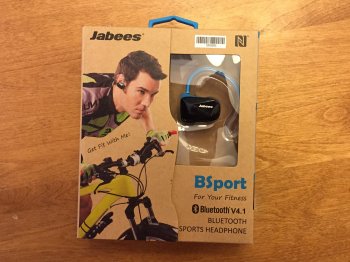 Jabees
Jabees
Get Fit With Me!
BSport
For Your Fitness
Bluetooth V4.1
BLUETOOTH
SPORTS HEADPHONE